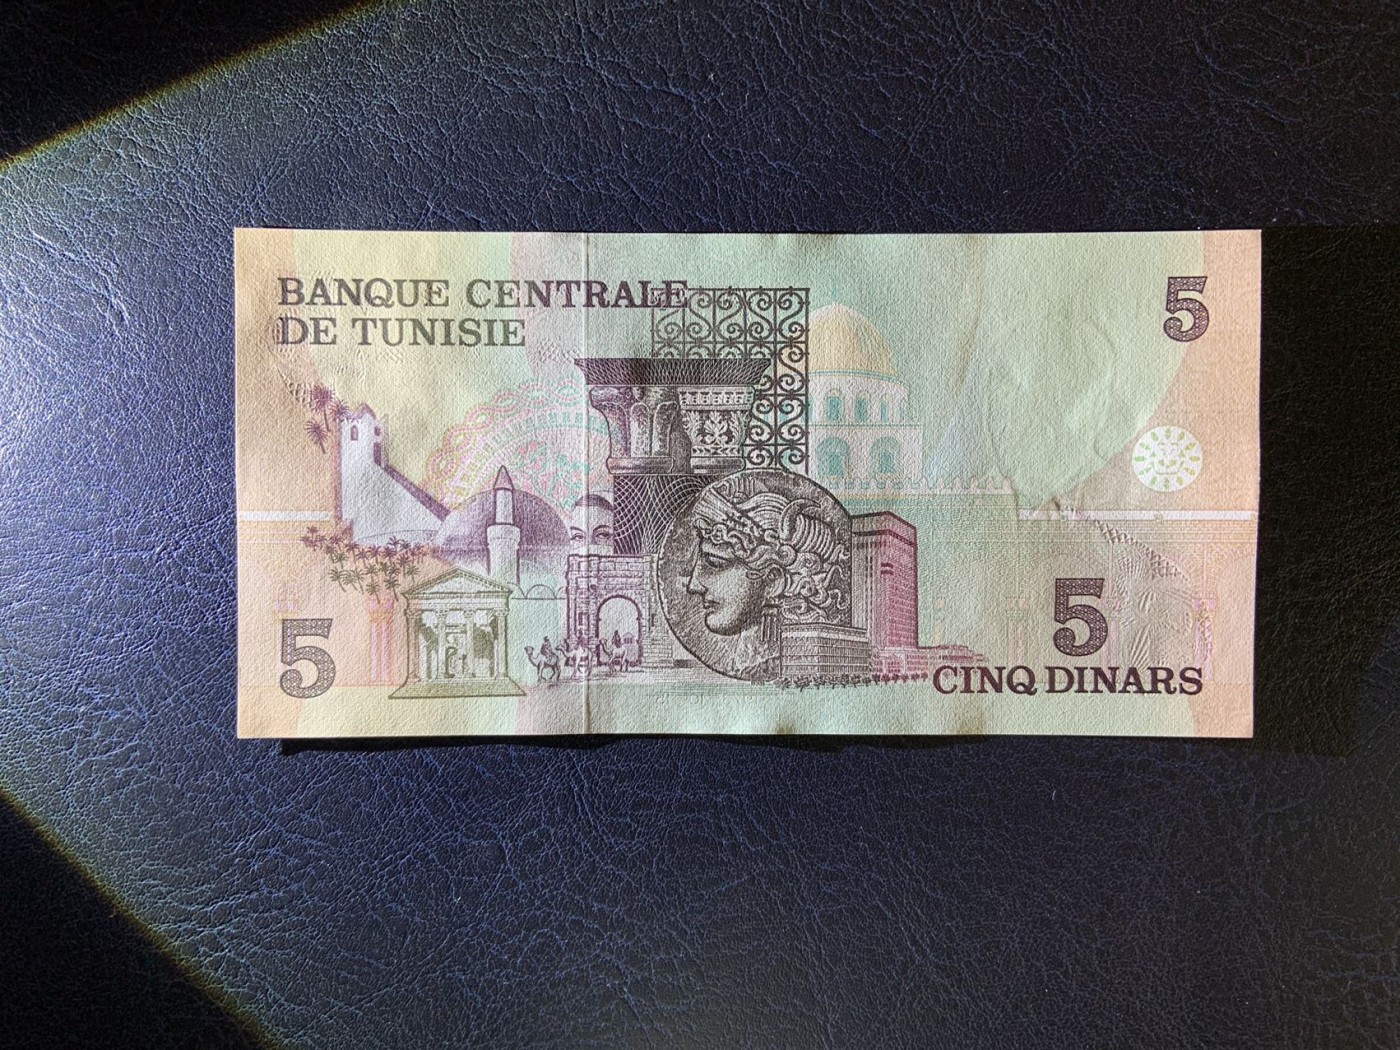 BANQUE CENTRALE
DE TUNISIE
5
5
5
CINQ DINARS